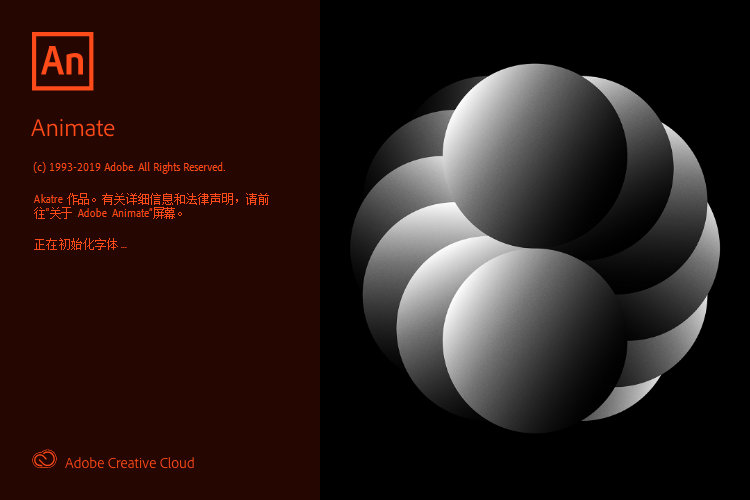 An
Animate
(c) 1993-2019 Adobe. All Rights Reserved.
Akatre 作品。有关详细信息和法律声明，请前
往"关于 Adobe Animate"屏幕。
正在初始化字体 ...
Adobe Creative Cloud